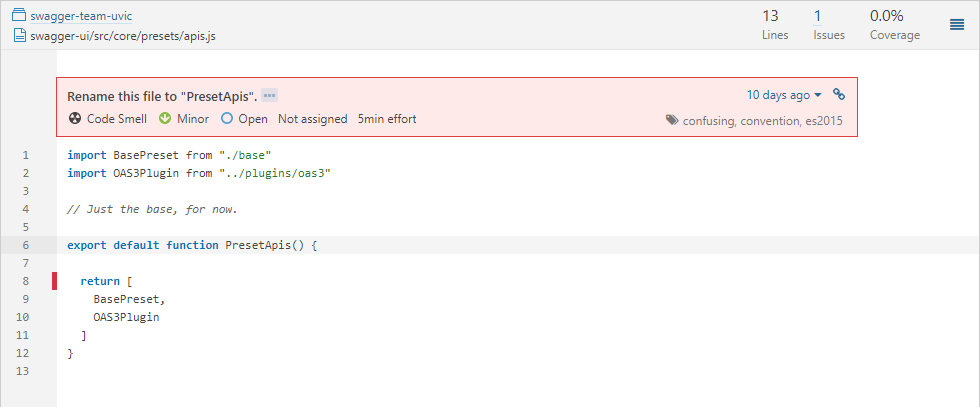 swagger-team-uvic
swagger-ui/src/core/presets/apis.js
13 1 0.0%
Lines Issues Coverage
Rename this file to "PresetApis". 10 days ago
Code Smell Minor Open Not assigned 5min effort confusing, convention, es2015
1 import BasePreset from "./base"
2 import OAS3Plugin from "../plugins/oas3"
3
4 // Just the base, for now.
5
6 export default function PresetApis() {
7
8 return [
9 BasePreset,
10 OAS3Plugin
11 ]
12 }
13